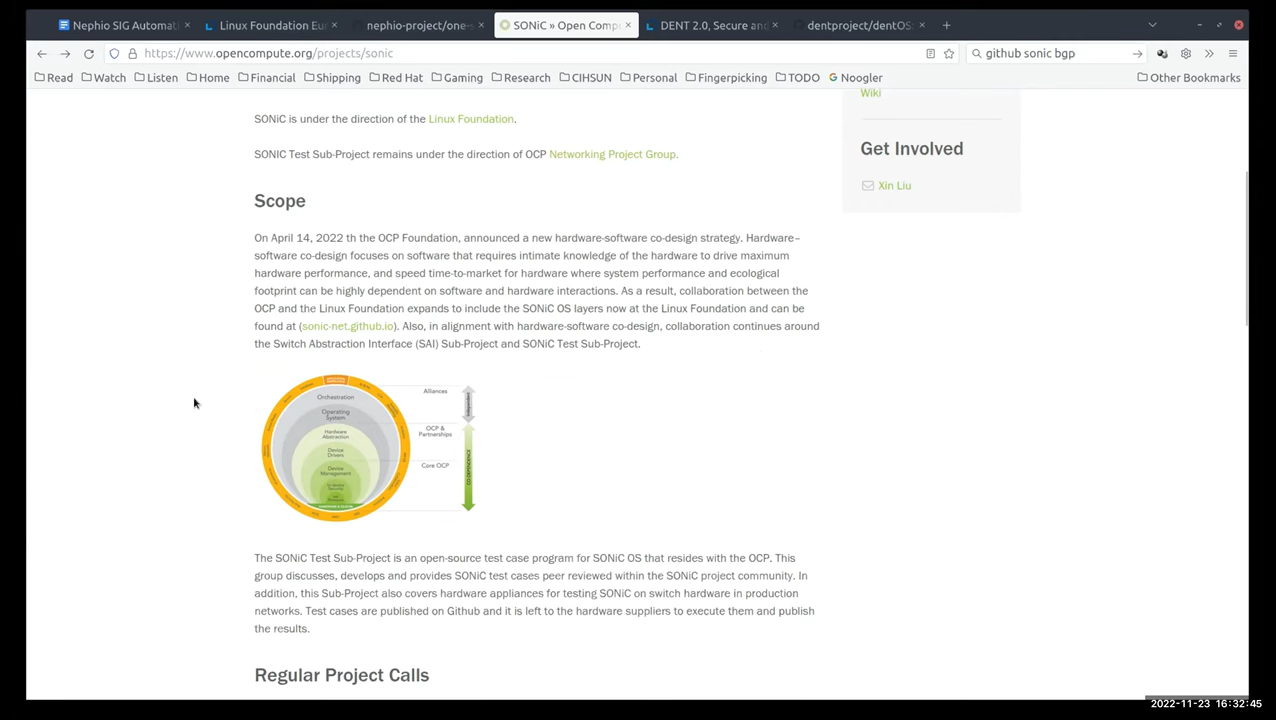 Nephio SIG Automati
Linux Foundation Eur
nephio-project/one-s
SONiC » Open Compu
DENT 2.0, Secure and
dentproject/dentOS:
https://www.opencompute.org/projects/sonic
github sonic bgp
Read
Watch
Listen
Home
Financial
Shipping
Red Hat
Gaming
Research
CIHSUN
Personal
Fingerpicking
TODO
Noogler
Other Bookmarks
Wiki
SONiC is under the direction of the Linux Foundation.
SONIC Test Sub-Project remains under the direction of OCP Networking Project Group.
Get Involved
Xin Liu
Scope
On April 14, 2022 th the OCP Foundation, announced a new hardware-software co-design strategy. Hardware–
software co-design focuses on software that requires intimate knowledge of the hardware to drive maximum
hardware performance, and speed time-to-market for hardware where system performance and ecological
footprint can be highly dependent on software and hardware interactions. As a result, collaboration between the
OCP and the Linux Foundation expands to include the SONiC OS layers now at the Linux Foundation and can be
found at (sonic-net.github.io). Also, in alignment with hardware-software co-design, collaboration continues around
the Switch Abstraction Interface (SAI) Sub-Project and SONiC Test Sub-Project.
Orchestration
Operating
System
Hardware
Abstraction
Device
Drivers
Device
Management
Alliances
OCP &
Partnerships
Core OCP
The SONiC Test Sub-Project is an open-source test case program for SONiC OS that resides with the OCP. This
group discusses, develops and provides SONiC test cases peer reviewed within the SONiC project community. In
addition, this Sub-Project also covers hardware appliances for testing SONiC on switch hardware in production
networks. Test cases are published on Github and it is left to the hardware suppliers to execute them and publish
the results.
Regular Project Calls
2022-11-23 16:32:45